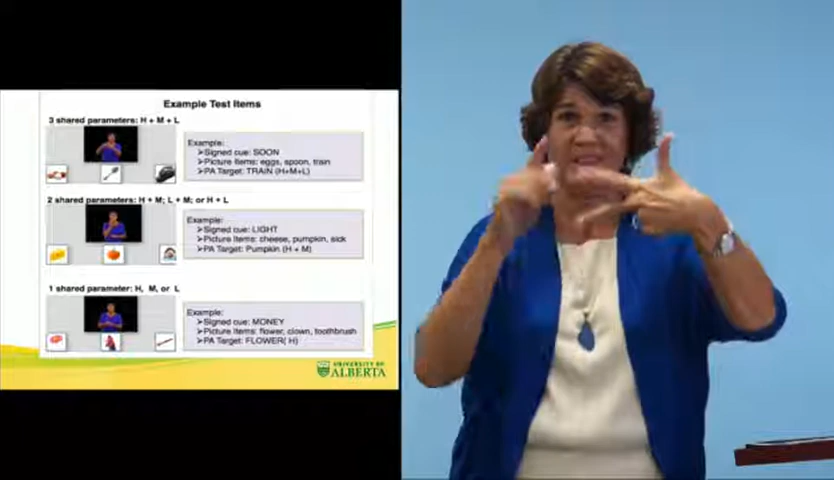 Example Test Items
3 shared parameters: H + M + L
Example:
➢Signed cue: SOON
➢Picture items: eggs, spoon, train
➢PA Target: TRAIN (H+M+L)
2 shared parameters: H + M; L + M; or H + L
Example:
➢Signed cue: LIGHT
➢Picture items: cheese, pumpkin, sick
➢PA Target: Pumpkin (H + M)
1 shared parameter: H, M, or L
Example:
➢Signed cue: MONEY
➢Picture items: flower, clown, toothbrush
➢PA Target: FLOWER( H)
UNIVERSITY OF
ALBERTA